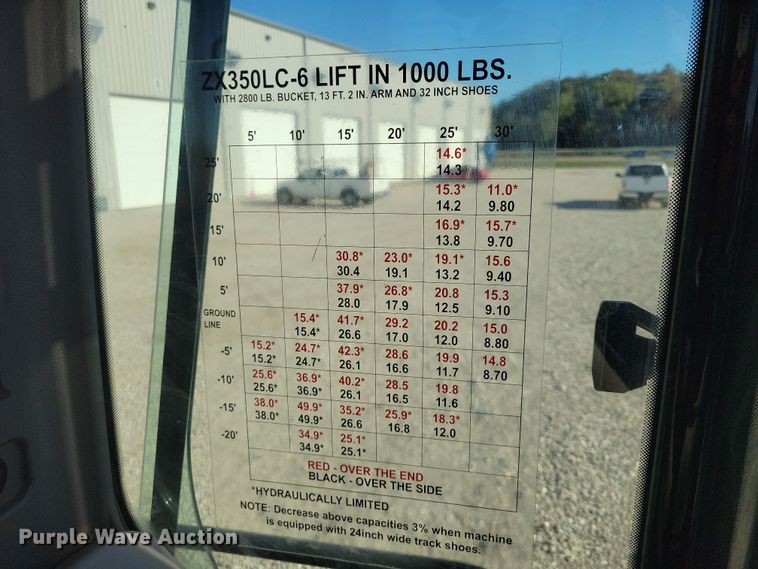 ZX350LC-6 LIFT IN 1000 LBS.
WITH 2800 LB. BUCKET, 13 FT. 2 IN. ARM AND 32 INCH SHOES
5' 10' 15' 20' 25' 30'
25' 14.6*
14.3
20' 15.3* 11.0*
14.2 9.80
15' 16.9* 15.7*
13.8 9.70
10' 30.8* 23.0* 19.1* 15.6
30.4 19.1 13.2 9.40
5' 37.9* 26.8* 20.8 15.3
28.0 17.9 12.5 9.10
GROUND 15.4* 41.7* 29.2 20.2 15.0
LINE 15.4* 26.6 17.0 12.0 8.80
-5' 15.2* 24.7* 42.3* 28.6 19.9 14.8
15.2* 24.7* 26.1 16.6 11.7 8.70
-10' 25.6* 36.9* 40.2* 28.5 19.8
25.6* 36.9* 26.1 16.5 11.6
-15' 38.0* 49.9* 35.2* 25.9* 18.3*
38.0* 49.9* 26.6 16.8 12.0
-20' 34.9* 25.1*
34.9* 25.1*
RED - OVER THE END
BLACK - OVER THE SIDE
*HYDRAULICALLY LIMITED
NOTE: Decrease above capacities 3% when machine
is equipped with 24inch wide track shoes.
Purple Wave Auction